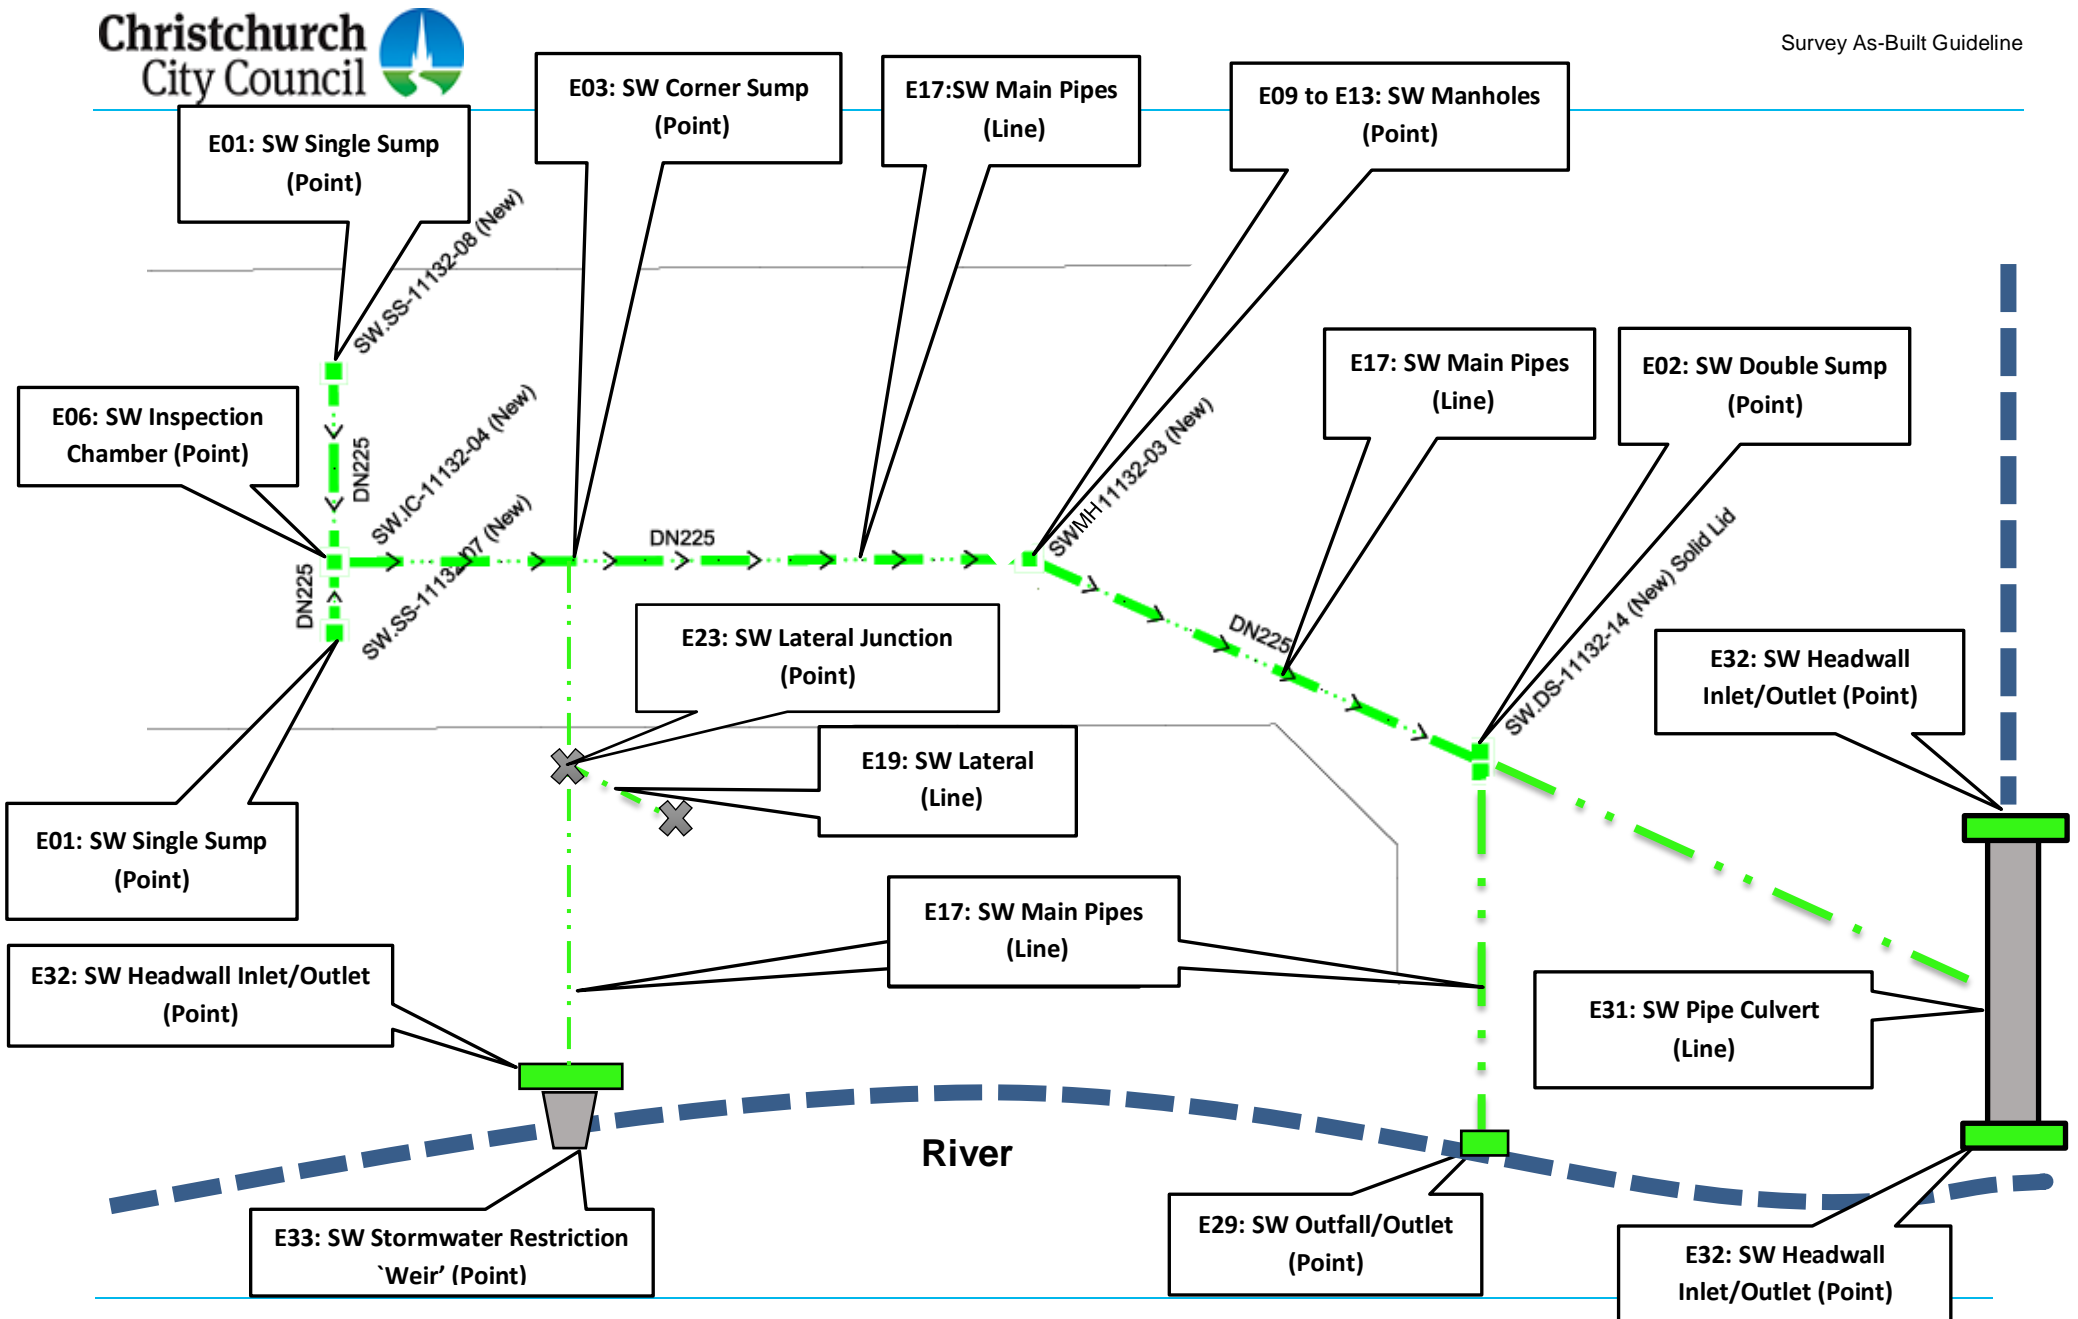 Christchurch
City Council
Survey As-Built Guideline
E01: SW Single Sump
(Point)
E03: SW Corner Sump
(Point)
E17:SW Main Pipes
(Line)
E09 to E13: SW Manholes
(Point)
SW.SS-11132-08 (New)
E06: SW Inspection
Chamber (Point)
DN225
SW.IC-11132-04 (New)
SW.SS-11132-07 (New)
DN225
DN225
SWMH11132-03 (New)
E17: SW Main Pipes
(Line)
E02: SW Double Sump
(Point)
DN225
SW.DS-11132-14 (New) Solid Lid
E23: SW Lateral Junction
(Point)
E32: SW Headwall
Inlet/Outlet (Point)
E19: SW Lateral
(Line)
E01: SW Single Sump
(Point)
E17: SW Main Pipes
(Line)
E32: SW Headwall Inlet/Outlet
(Point)
E31: SW Pipe Culvert
(Line)
River
E33: SW Stormwater Restriction
`Weir’ (Point)
E29: SW Outfall/Outlet
(Point)
E32: SW Headwall
Inlet/Outlet (Point)